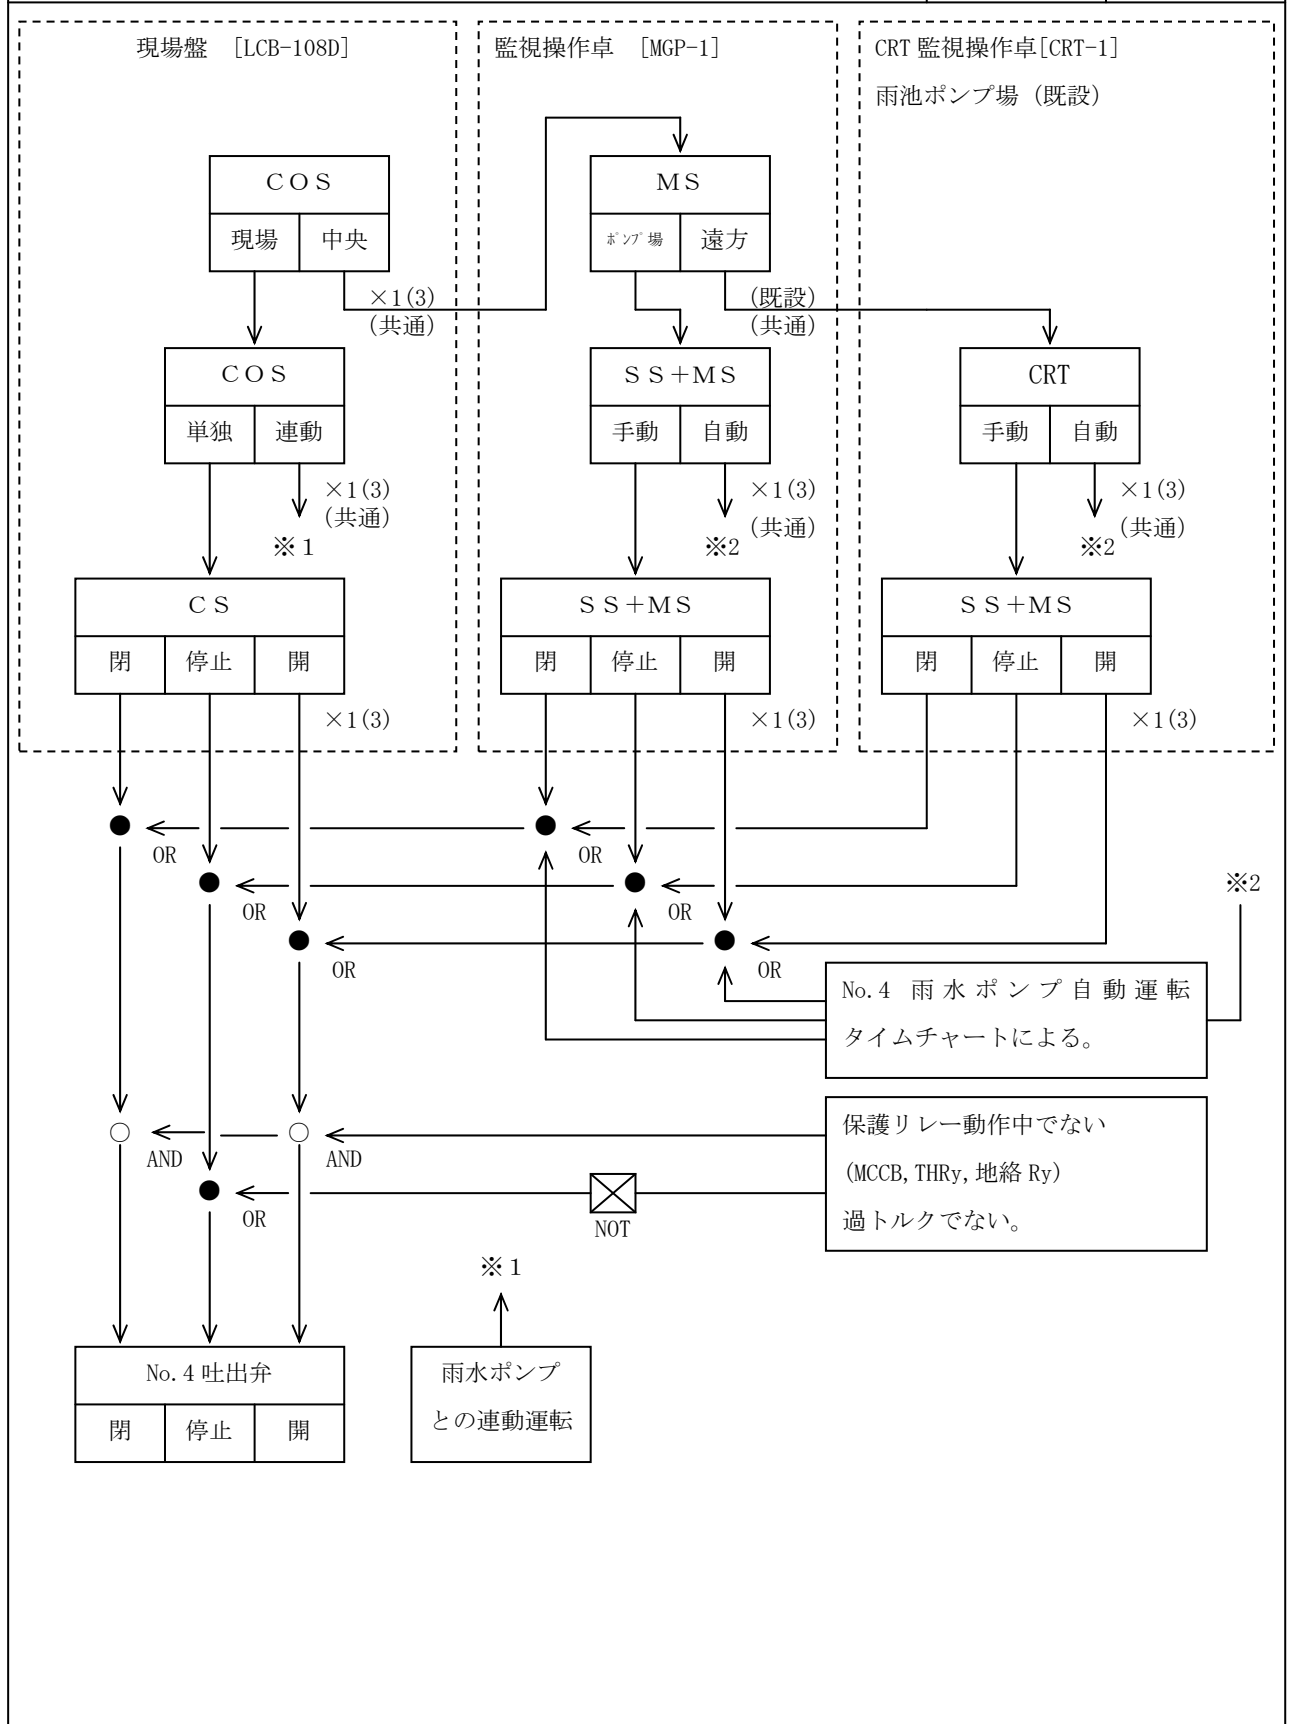 現場盤 [LCB-108D]
監視操作卓 [MGP-1]
CRT監視操作卓[CRT-1]
雨池ポンプ場（既設）
ＣＯＳ
現場 中央
×1(3)
(共通)
ＭＳ
ﾎﾟﾝﾌﾟ場 遠方
(既設)
(共通)
ＣＯＳ
単独 連動
×1(3)
(共通)
※１
ＳＳ＋ＭＳ
手動 自動
×1(3)
(共通)
※2
CRT
手動 自動
×1(3)
(共通)
※2
ＣＳ
閉 停止 開
×1(3)
ＳＳ＋ＭＳ
閉 停止 開
×1(3)
ＳＳ＋ＭＳ
閉 停止 開
×1(3)
OR
OR
OR
OR
※2
OR
OR
No.4 雨水ポンプ自動運転
タイムチャートによる。
AND
AND
保護リレー動作中でない
(MCCB,THRy,地絡Ry)
過トルクでない。
OR
NOT
※１
No.4吐出弁
閉 停止 開
雨水ポンプ
との連動運転